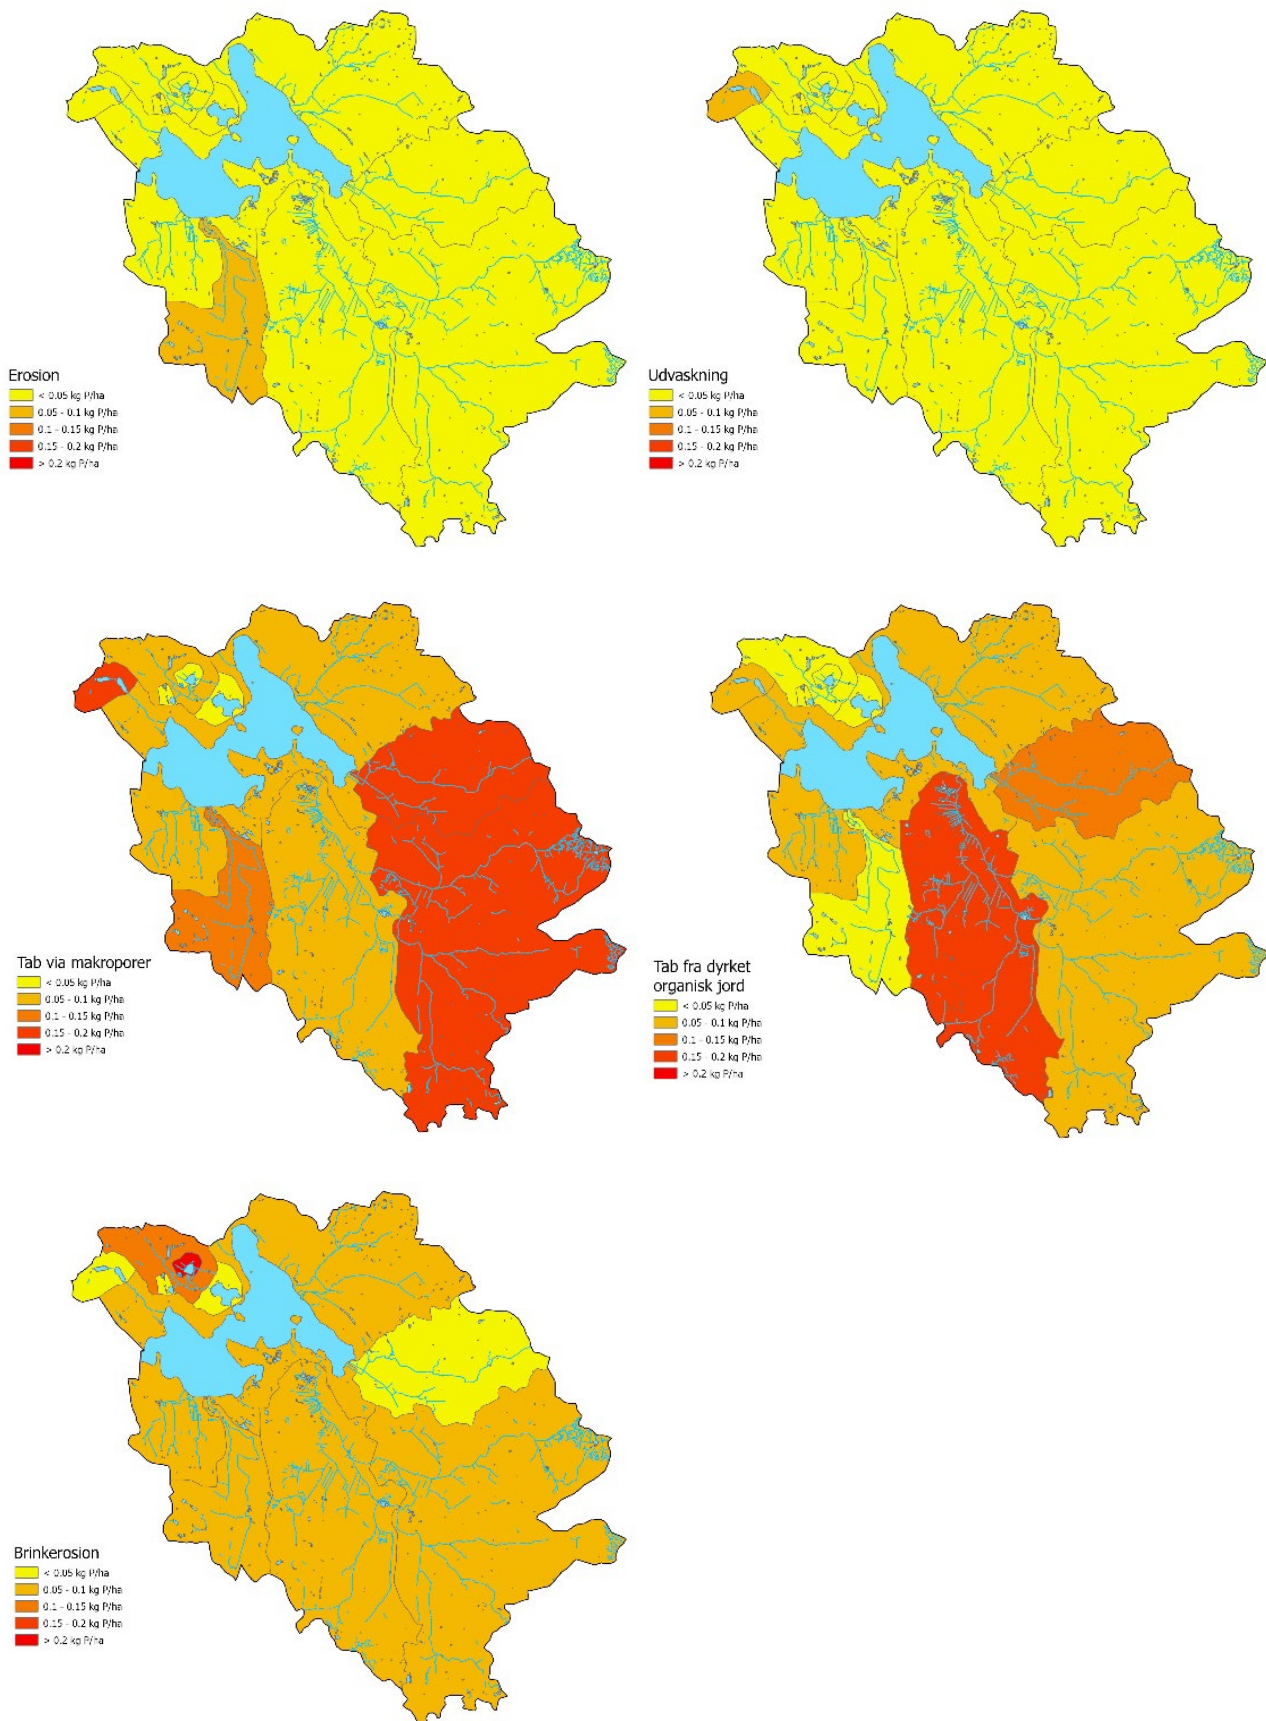 Erosion
< 0.05 kg P/ha
0.05 - 0.1 kg P/ha
0.1 - 0.15 kg P/ha
0.15 - 0.2 kg P/ha
> 0.2 kg P/ha
Udvaskning
< 0.05 kg P/ha
0.05 - 0.1 kg P/ha
0.1 - 0.15 kg P/ha
0.15 - 0.2 kg P/ha
> 0.2 kg P/ha
Tab via makroporer
< 0.05 kg P/ha
0.05 - 0.1 kg P/ha
0.1 - 0.15 kg P/ha
0.15 - 0.2 kg P/ha
> 0.2 kg P/ha
Tab fra dyrket
organisk jord
< 0.05 kg P/ha
0.05 - 0.1 kg P/ha
0.1 - 0.15 kg P/ha
0.15 - 0.2 kg P/ha
> 0.2 kg P/ha
Brinkerosion
< 0.05 kg P/ha
0.05 - 0.1 kg P/ha
0.1 - 0.15 kg P/ha
0.15 - 0.2 kg P/ha
> 0.2 kg P/ha